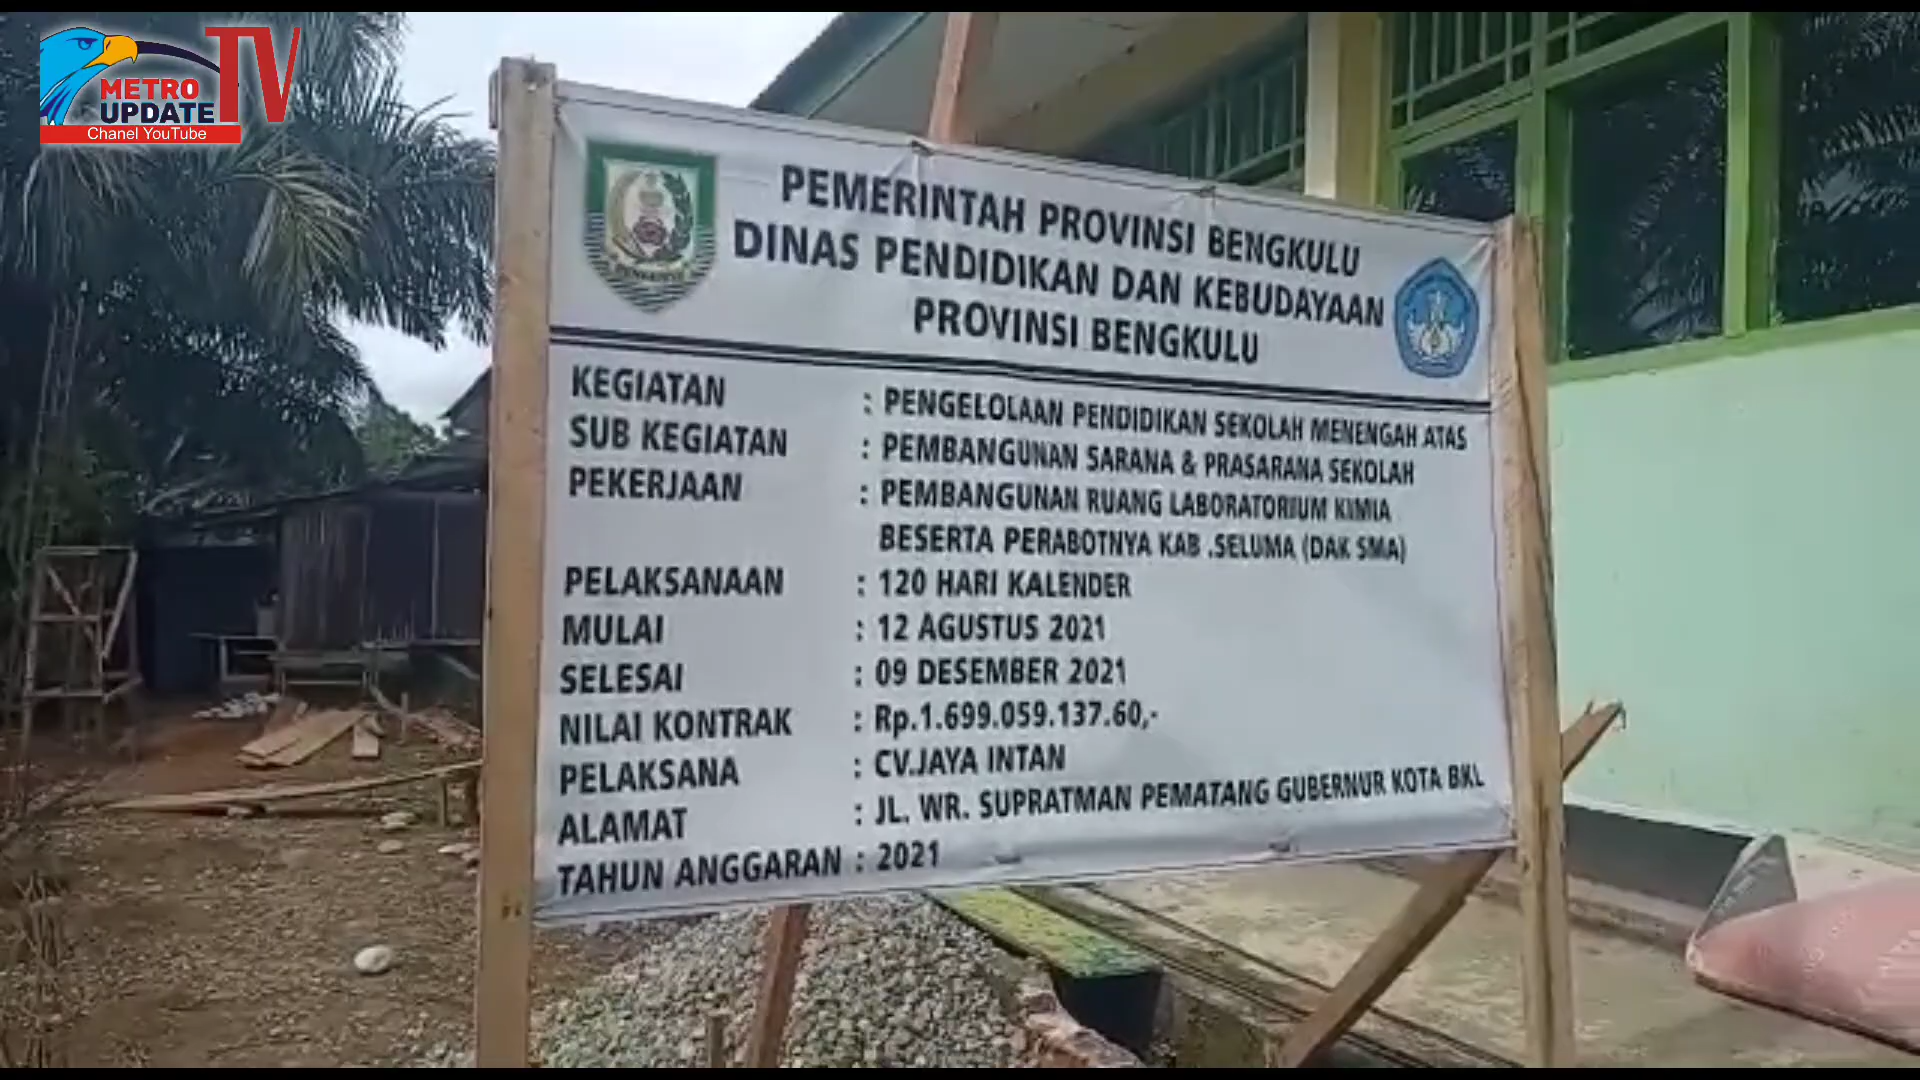 METRO TV
UPDATE
Chanel YouTube
PEMERINTAH PROVINSI BENGKULU
DINAS PENDIDIKAN DAN KEBUDAYAAN
PROVINSI BENGKULU
KEGIATAN : PENGELOLAAN PENDIDIKAN SEKOLAH MENENGAH ATAS
SUB KEGIATAN : PEMBANGUNAN SARANA & PRASARANA SEKOLAH
PEKERJAAN : PEMBANGUNAN RUANG LABORATORIUM KIMIA
BESERTA PERABOTNYA KAB .SELUMA (DAK SMA)
PELAKSANAAN : 120 HARI KALENDER
MULAI : 12 AGUSTUS 2021
SELESAI : 09 DESEMBER 2021
NILAI KONTRAK : Rp.1.699.059.137.60,-
PELAKSANA : CV.JAYA INTAN
ALAMAT : JL. WR. SUPRATMAN PEMATANG GUBERNUR KOTA BKL
TAHUN ANGGARAN : 2021